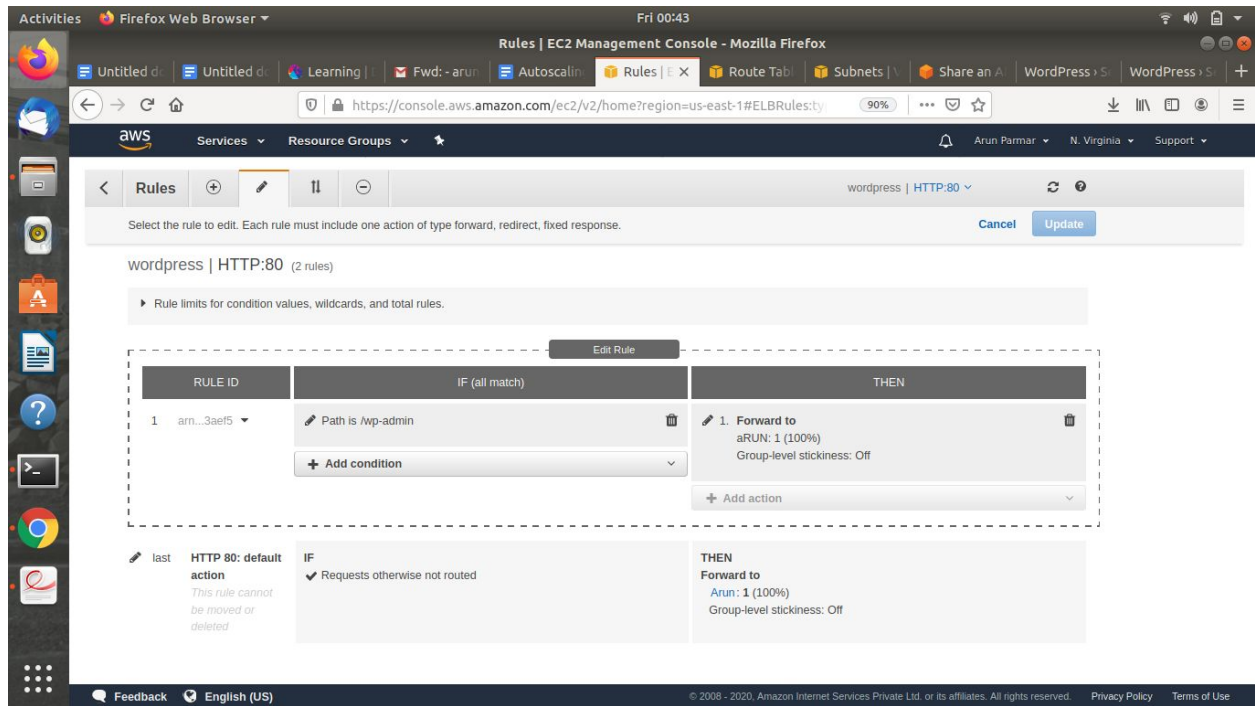 Activities Firefox Web Browser Fri 00:43
Rules | EC2 Management Console - Mozilla Firefox
Untitled do Untitled do Learning | Fwd: - arun Autoscalin Rules | E Route Tabl Subnets | Share an A WordPress › S WordPress › S
https://console.aws.amazon.com/ec2/v2/home?region=us-east-1#ELBRules:ty 90%
aws Services Resource Groups Arun Parmar N. Virginia Support
Rules wordpress | HTTP:80
Select the rule to edit. Each rule must include one action of type forward, redirect, fixed response. Cancel Update
wordpress | HTTP:80 (2 rules)
Rule limits for condition values, wildcards, and total rules.
Edit Rule
RULE ID IF (all match) THEN
1 arn...3aef5 Path is /wp-admin 1. Forward to
aRUN: 1 (100%)
Group-level stickiness: Off
Add condition
Add action
last HTTP 80: default action IF THEN
Requests otherwise not routed Forward to
This rule cannot be moved or deleted Arun: 1 (100%)
Group-level stickiness: Off
Feedback English (US) © 2008 - 2020, Amazon Internet Services Private Ltd. or its affiliates. All rights reserved. Privacy Policy Terms of Use